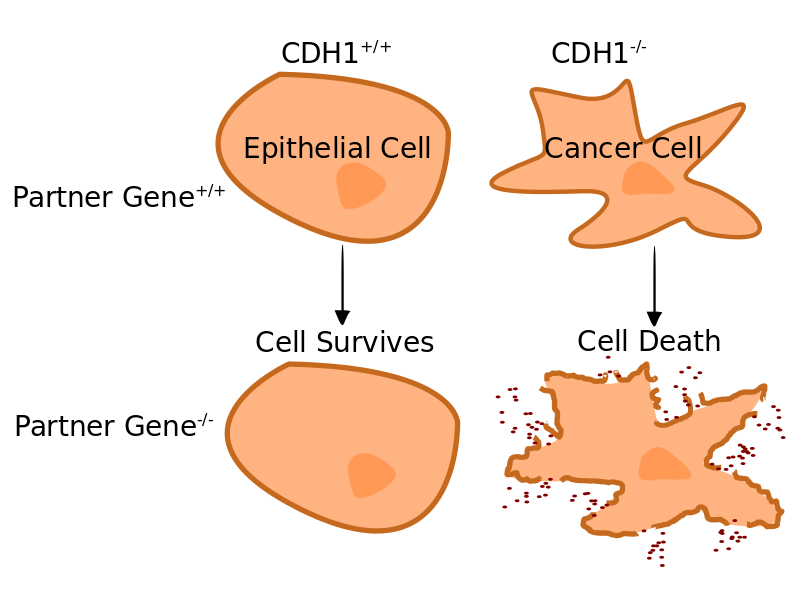 CDH1+/+
CDH1-/-
Epithelial Cell
Cancer Cell
Partner Gene+/+
Cell Survives
Cell Death
Partner Gene-/-